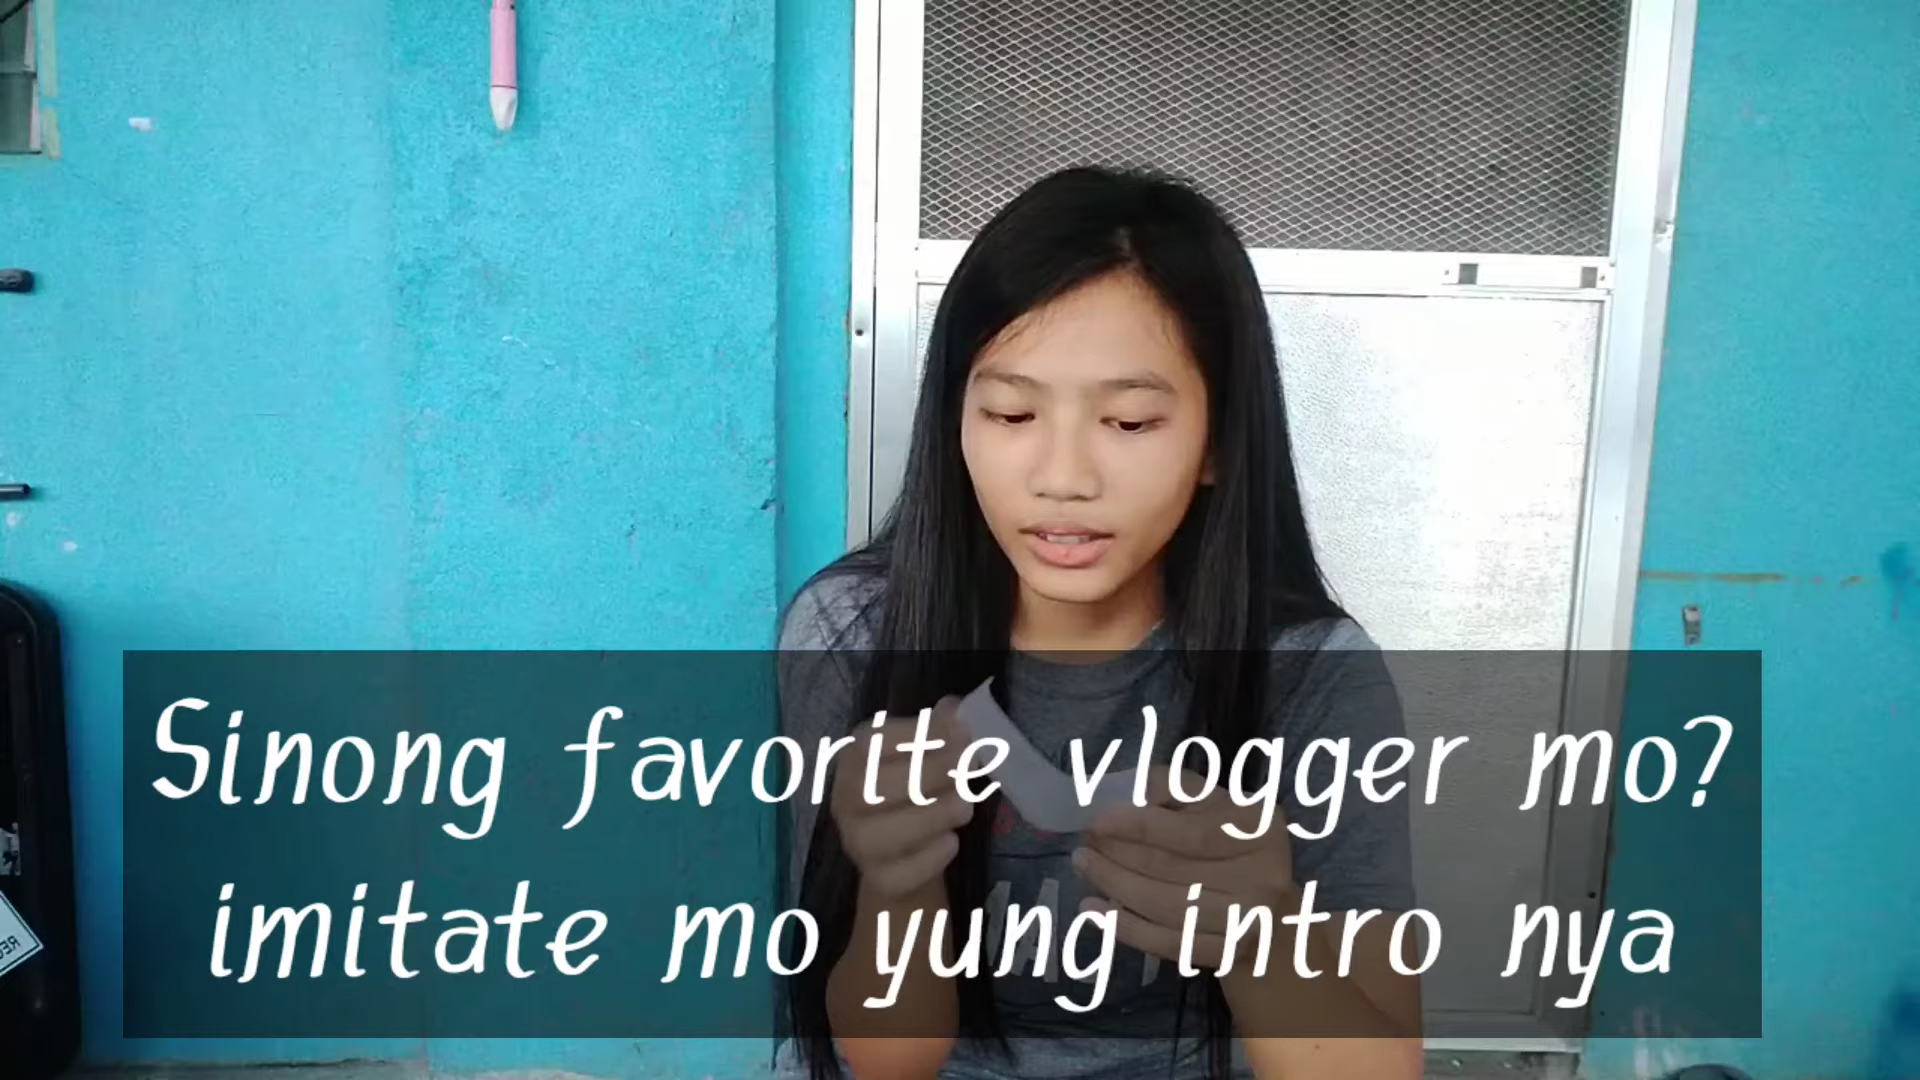 Sinong favorite vlogger mo?
imitate mo yung intro nya